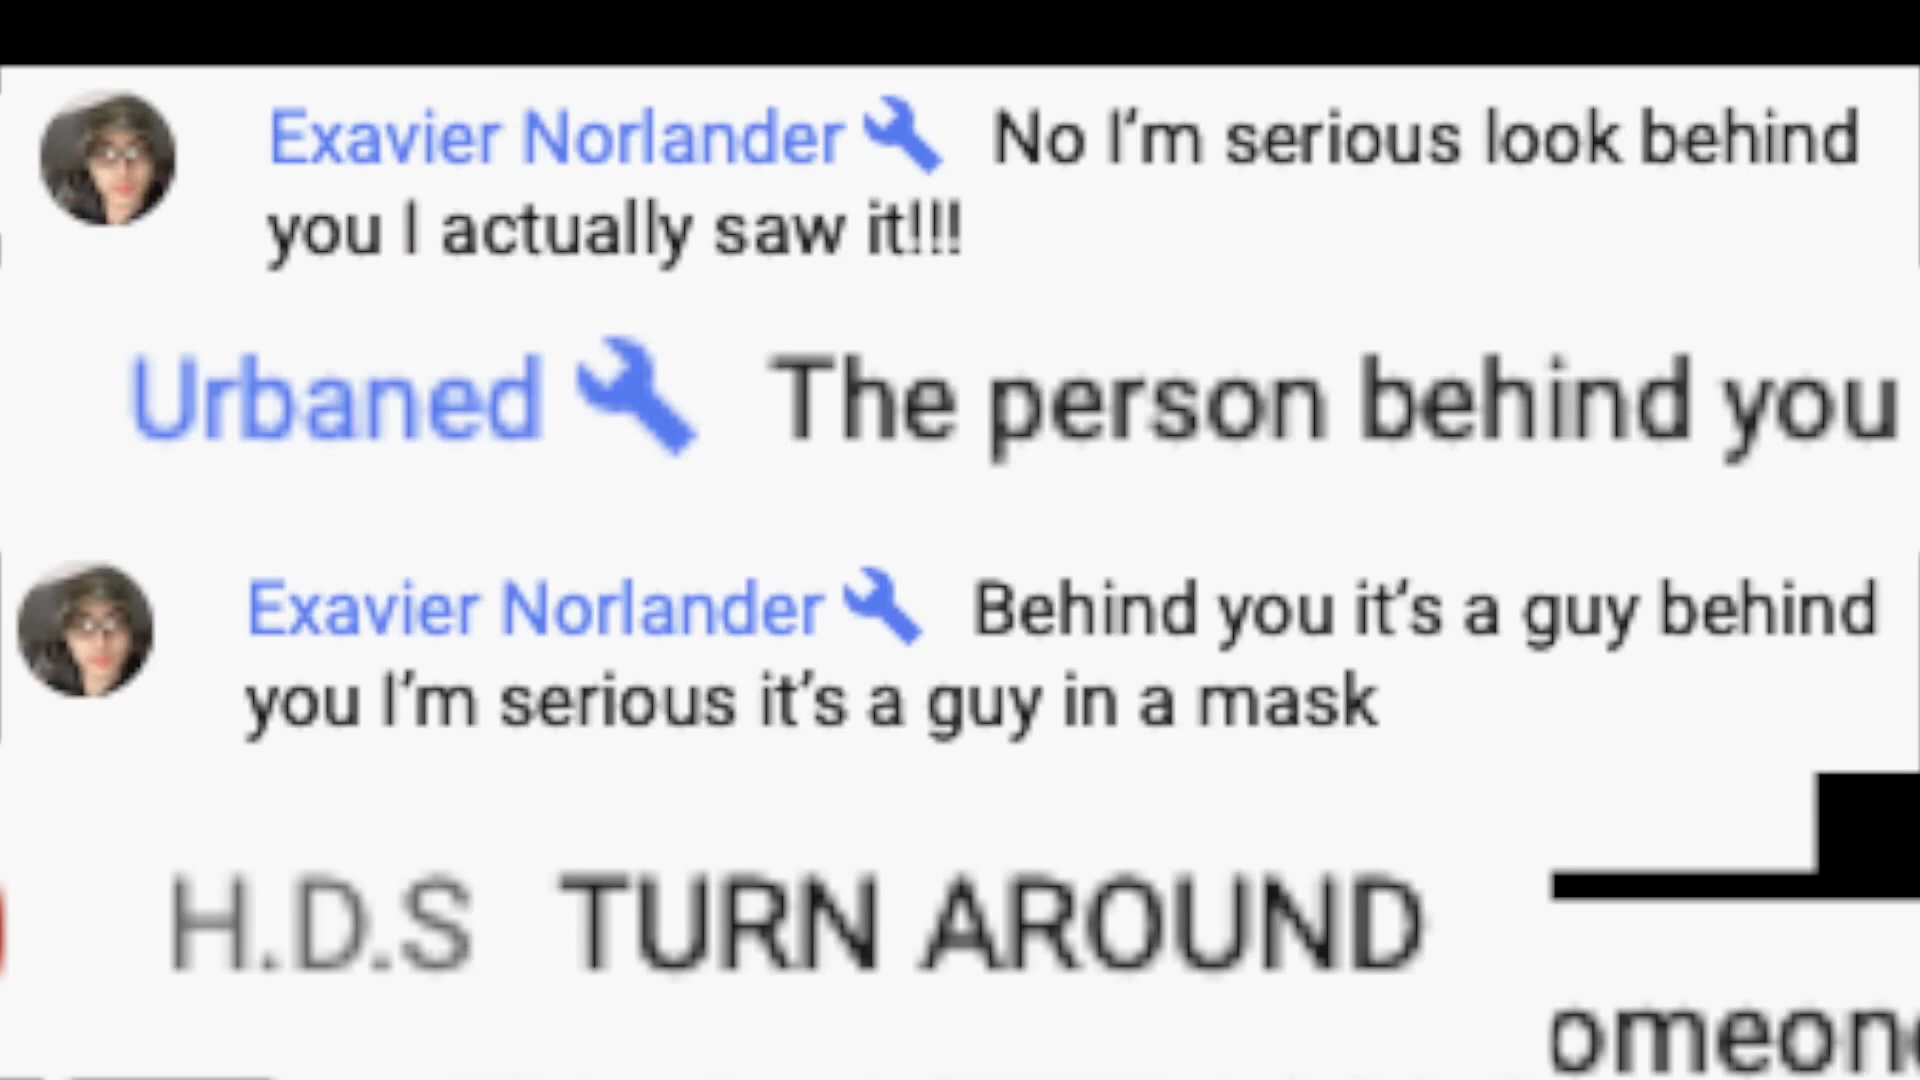 Exavier Norlander No I'm serious look behind
you I actually saw it!!!
Urbaned The person behind you
Exavier Norlander Behind you it's a guy behind
you I'm serious it's a guy in a mask
H.D.S TURN AROUND